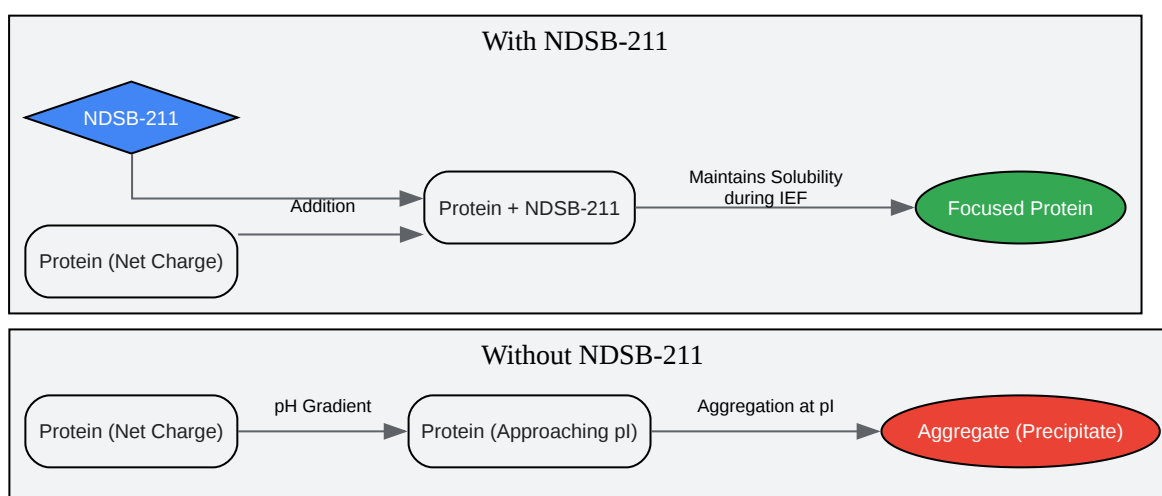 With NDSB-211
NDSB-211
Addition
Protein (Net Charge)
Protein + NDSB-211
Maintains Solubility
during IEF
Focused Protein
Without NDSB-211
Protein (Net Charge)
pH Gradient
Protein (Approaching pI)
Aggregation at pI
Aggregate (Precipitate)